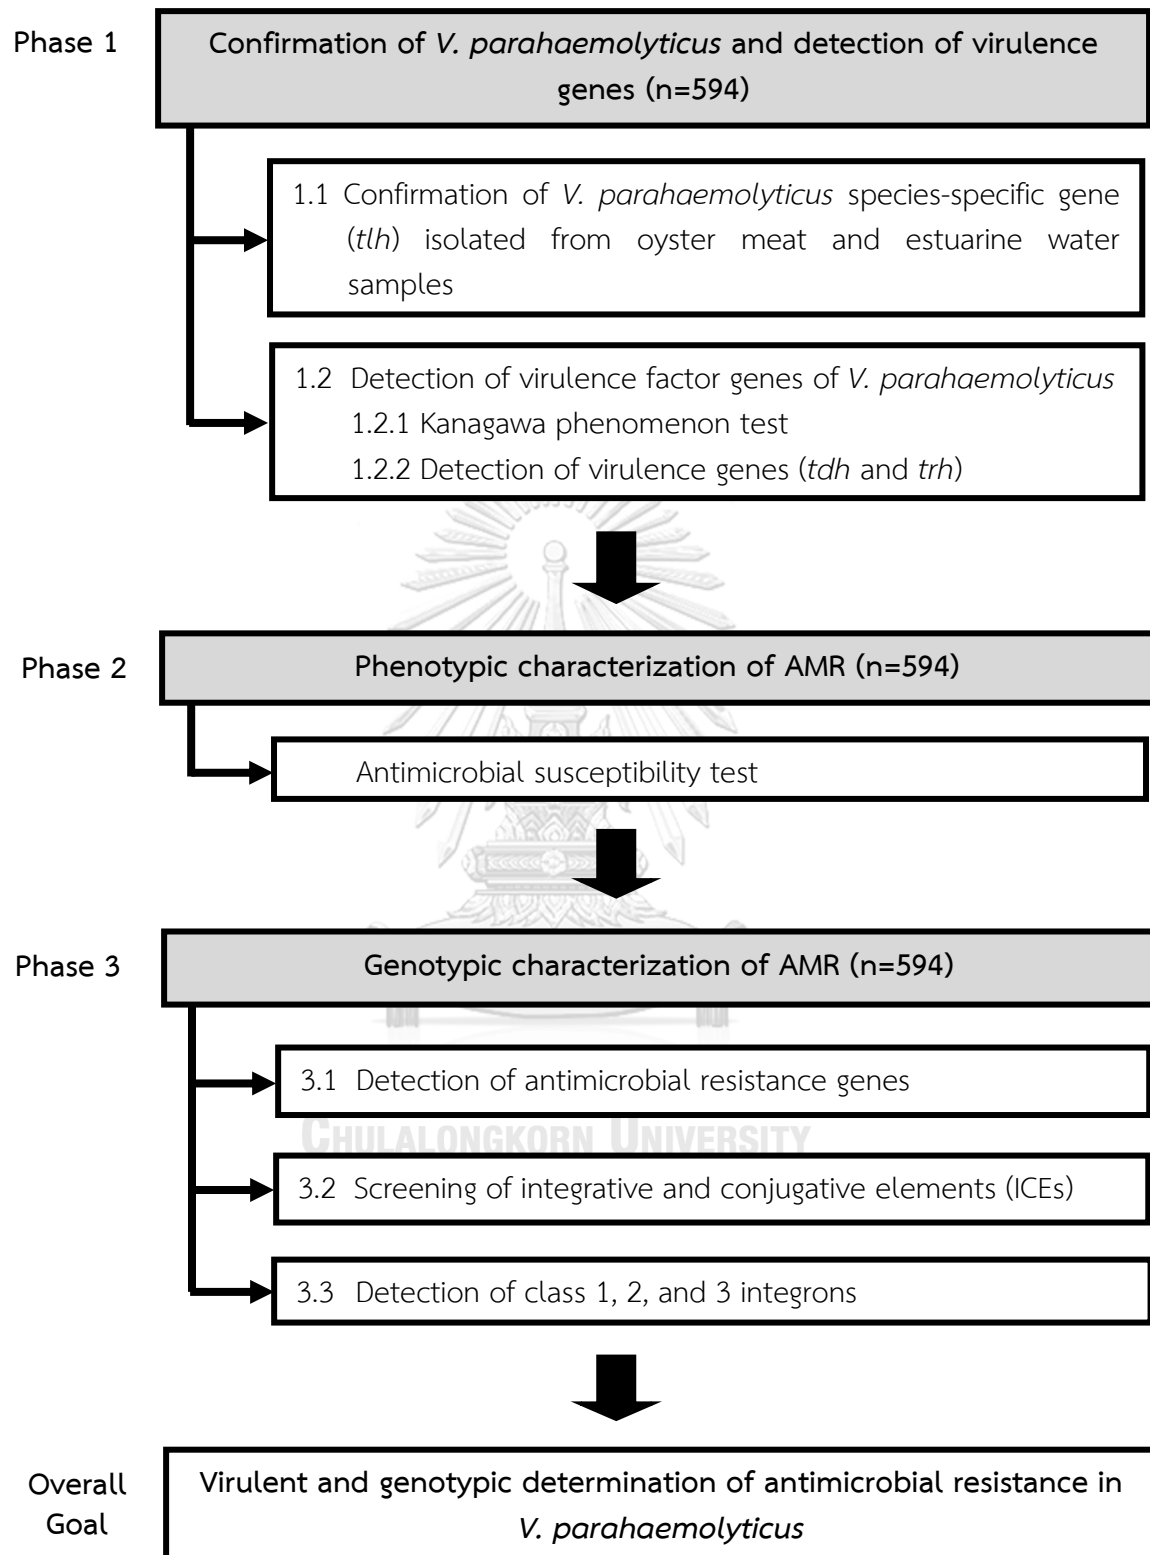 Phase 1
Confirmation of V. parahaemolyticus and detection of virulence
genes (n=594)
1.1 Confirmation of V. parahaemolyticus species-specific gene
(tlh) isolated from oyster meat and estuarine water
samples
1.2 Detection of virulence factor genes of V. parahaemolyticus
1.2.1 Kanagawa phenomenon test
1.2.2 Detection of virulence genes (tdh and trh)
Phase 2
Phenotypic characterization of AMR (n=594)
Antimicrobial susceptibility test
Phase 3
Genotypic characterization of AMR (n=594)
3.1 Detection of antimicrobial resistance genes
CHULALONGKORN UNIVERSITY
3.2 Screening of integrative and conjugative elements (ICEs)
3.3 Detection of class 1, 2, and 3 integrons
Overall
Goal
Virulent and genotypic determination of antimicrobial resistance in
V. parahaemolyticus